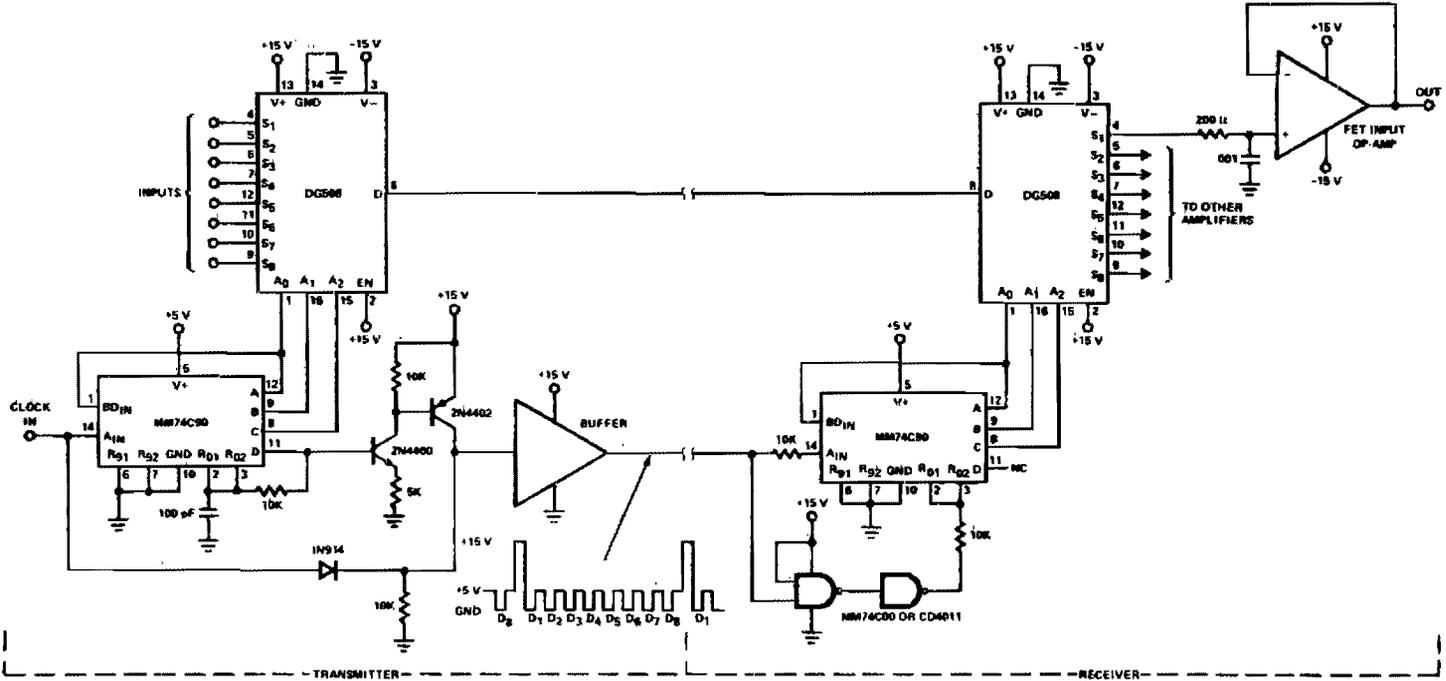 +15 V
-15 V
13
14
3
V+ GND
V-
INPUTS
4
S1
5
S2
6
S3
7
S4
12
S5
11
S6
10
S7
9
S8
DG508
D
8
A0 A1 A2 EN
1
16
15
2
+15 V
+5 V
5
V+
1
BDIN
MM74C90
CLOCK
IN
14
AIN
A
12
B
9
C
8
D
11
R91 R92 GND R01 R02
6
7
10
2
3
100 pF
10K
+15 V
10K
2N4402
2N4400
5K
IN914
10K
+15 V
BUFFER
+15 V
+5 V
GND
D8 D1 D2 D3 D4 D5 D6 D7 D8 D1
+15 V
-15 V
13
14
3
V+ GND
V-
8
D
DG508
S1
4
S2
5
S3
6
S4
7
S5
12
S6
11
S7
10
S8
9
TO OTHER
AMPLIFIERS
A0 A1 A2 EN
1
16
15
2
+15 V
200 Ω
001
+15 V
-
+
-15 V
FET INPUT
OP-AMP
OUT
+5 V
5
V+
1
BDIN
MM74C90
10K
14
AIN
A
12
B
9
C
8
D
11
NC
R91 R92 GND R01 R02
6
7
10
2
3
+15 V
10K
MM74C00 OR CD4011
TRANSMITTER
RECEIVER